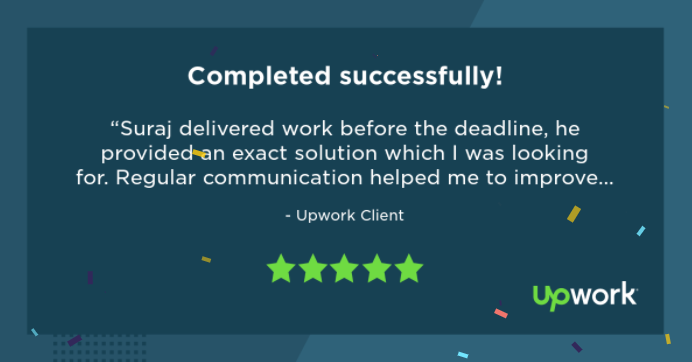 Completed successfully!
“Suraj delivered work before the deadline, he
provided an exact solution which I was looking
for. Regular communication helped me to improve...
- Upwork Client
upwork